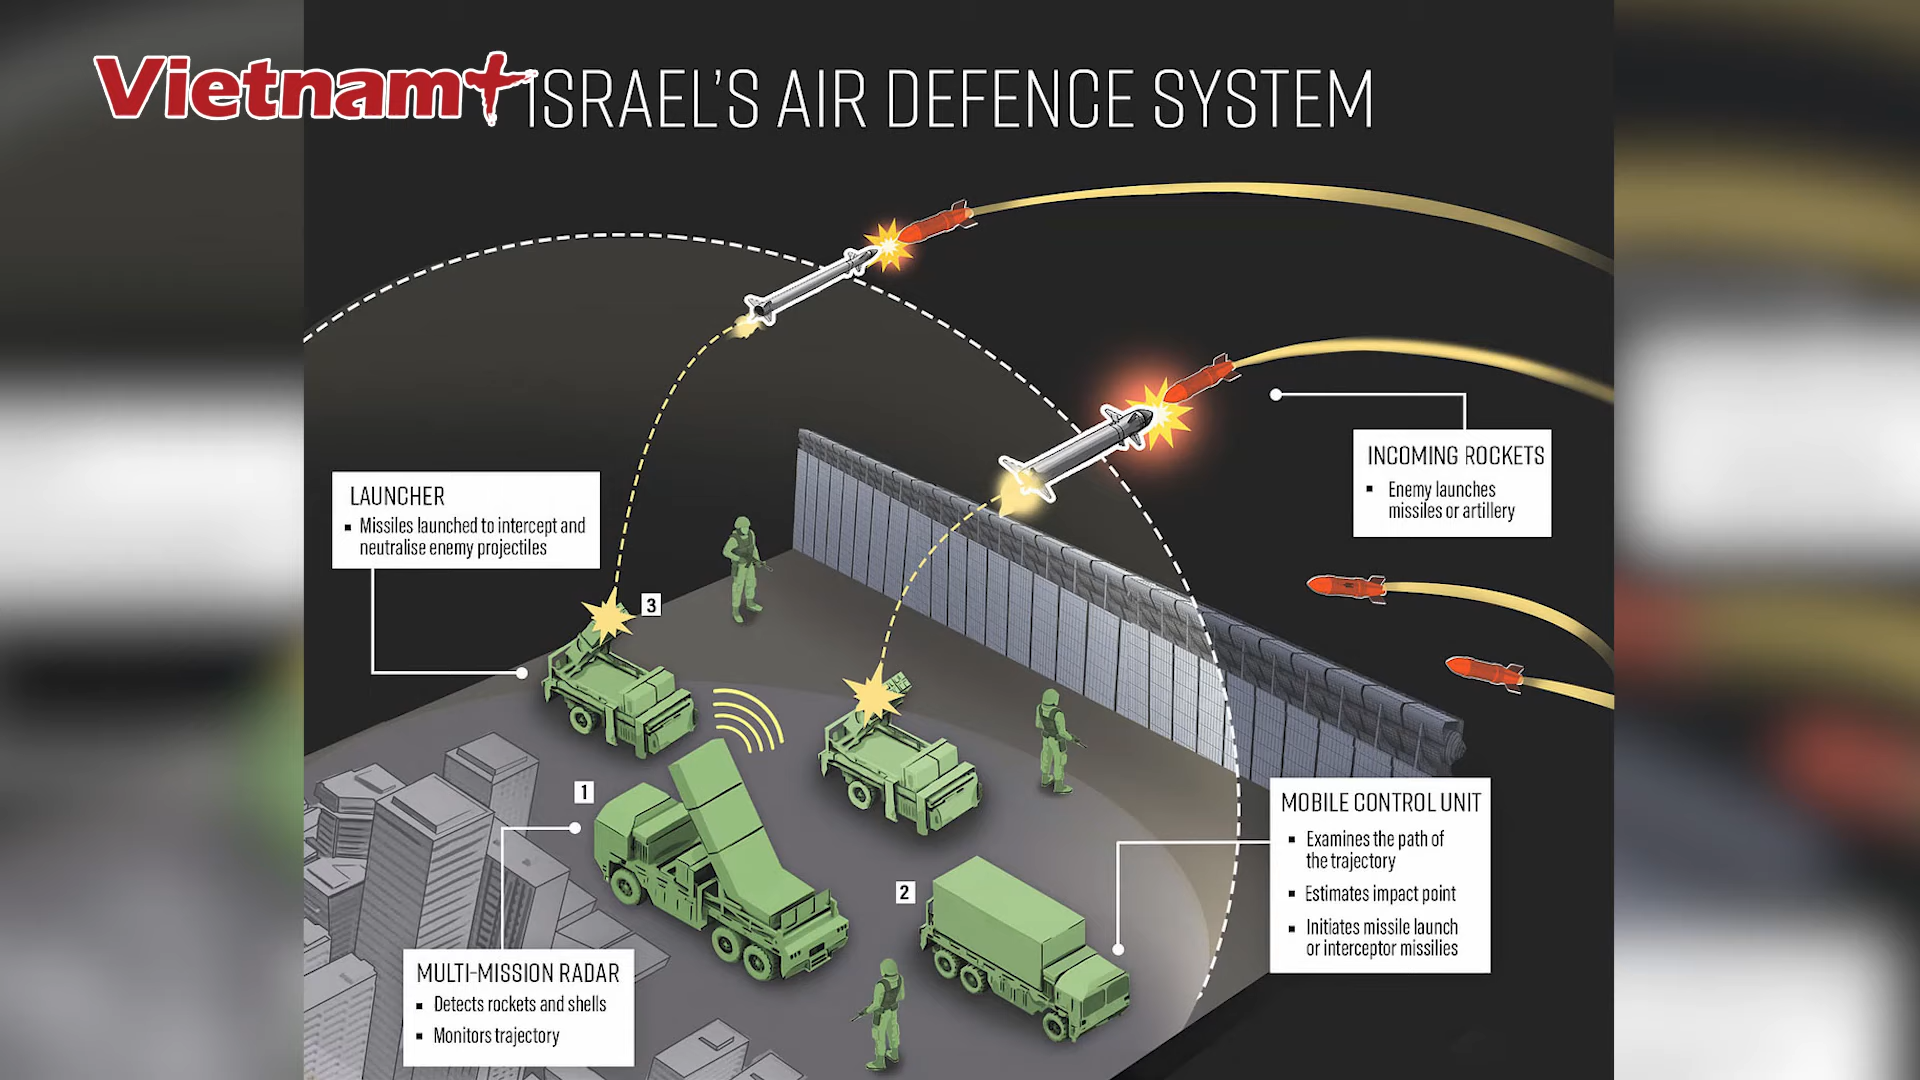 Vietnam+
ISRAEL'S AIR DEFENCE SYSTEM
INCOMING ROCKETS
▪ Enemy launches
missiles or artillery
LAUNCHER
▪ Missiles launched to intercept and
neutralise enemy projectiles
3
1
MOBILE CONTROL UNIT
▪ Examines the path of
the trajectory
▪ Estimates impact point
▪ Initiates missile launch
or interceptor missilies
2
MULTI-MISSION RADAR
▪ Detects rockets and shells
▪ Monitors trajectory